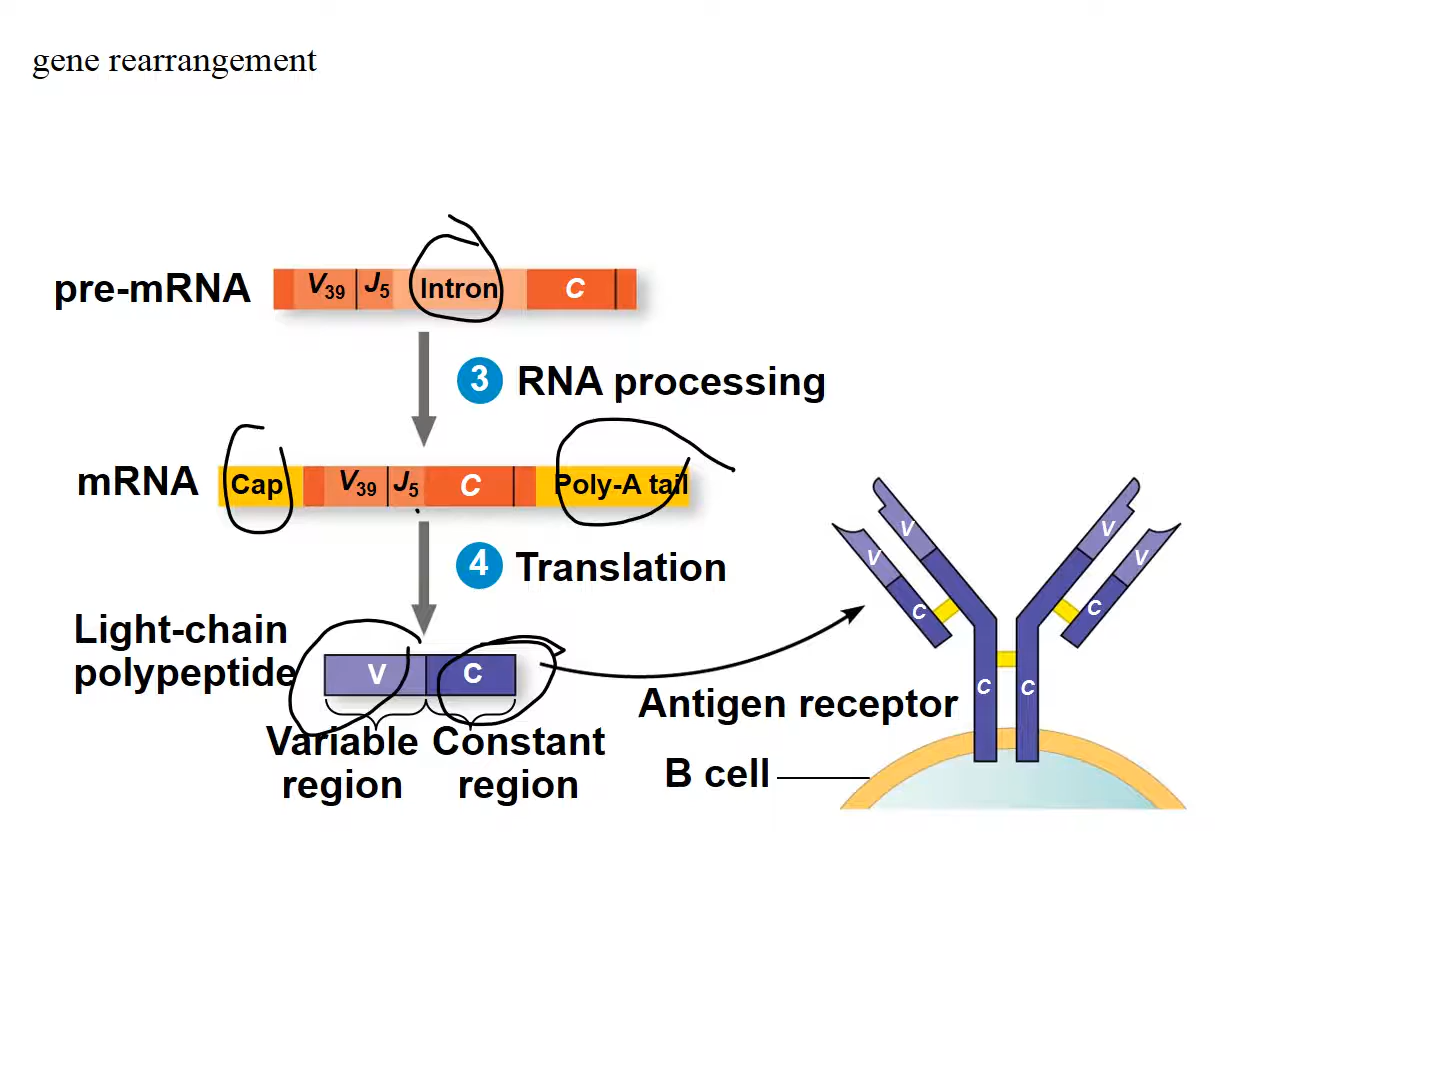 gene rearrangement
pre-mRNA
V39 J5 Intron C
3 RNA processing
mRNA
Cap V39 J5 C Poly-A tail
4 Translation
Light-chain
polypeptide
V C
Variable
region
Constant
region
Antigen receptor
B cell
V V V V
C C
C C